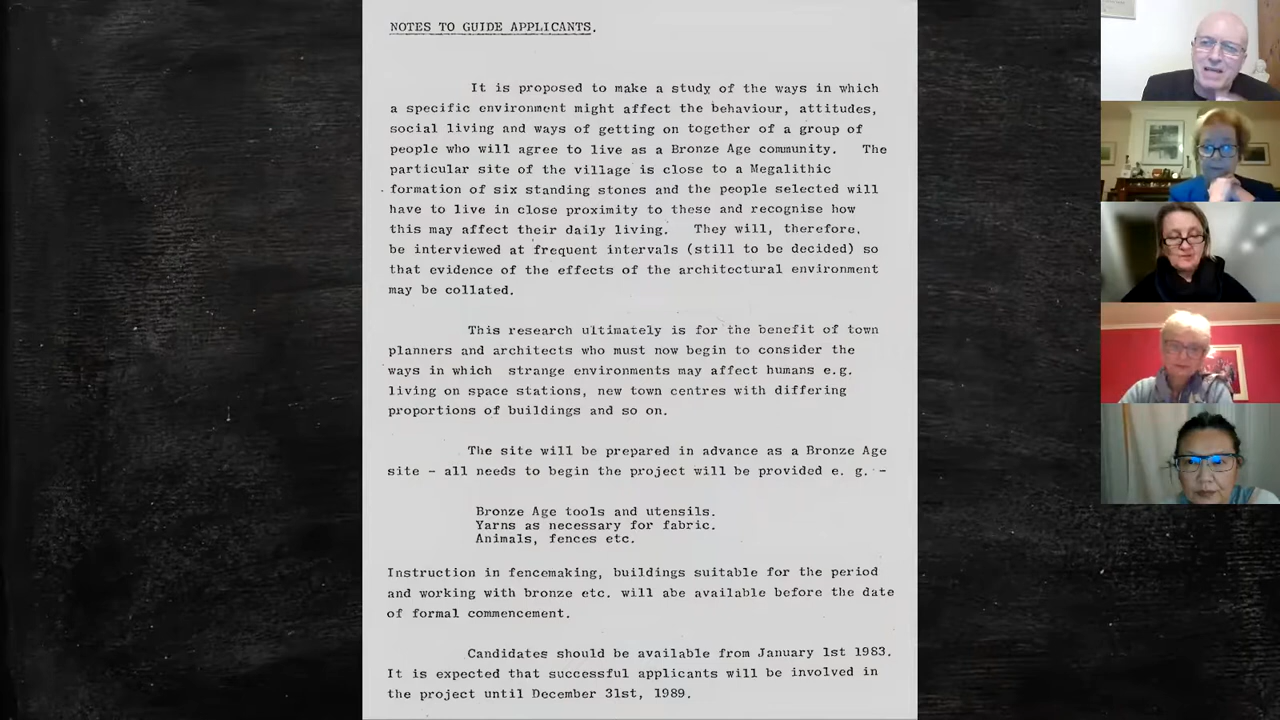 NOTES TO GUIDE APPLICANTS.
It is proposed to make a study of the ways in which
a specific environment might affect the behaviour, attitudes,
social living and ways of getting on together of a group of
people who will agree to live as a Bronze Age community. The
particular site of the village is close to a Megalithic
formation of six standing stones and the people selected will
have to live in close proximity to these and recognise how
this may affect their daily living. They will, therefore,
be interviewed at frequent intervals (still to be decided) so
that evidence of the effects of the architectural environment
may be collated.
This research ultimately is for the benefit of town
planners and architects who must now begin to consider the
ways in which strange environments may affect humans e.g.
living on space stations, new town centres with differing
proportions of buildings and so on.
The site will be prepared in advance as a Bronze Age
site - all needs to begin the project will be provided e. g. -
Bronze Age tools and utensils.
Yarns as necessary for fabric.
Animals, fences etc.
Instruction in fencemaking, buildings suitable for the period
and working with bronze etc. will abe available before the date
of formal commencement.
Candidates should be available from January 1st 1983.
It is expected that successful applicants will be involved in
the project until December 31st, 1989.